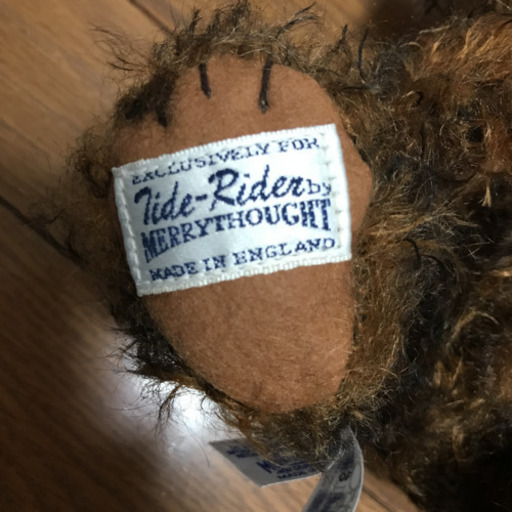 EXCLUSIVELY FOR
Tide-Rider by
MERRYTHOUGHT
MADE IN ENGLAND